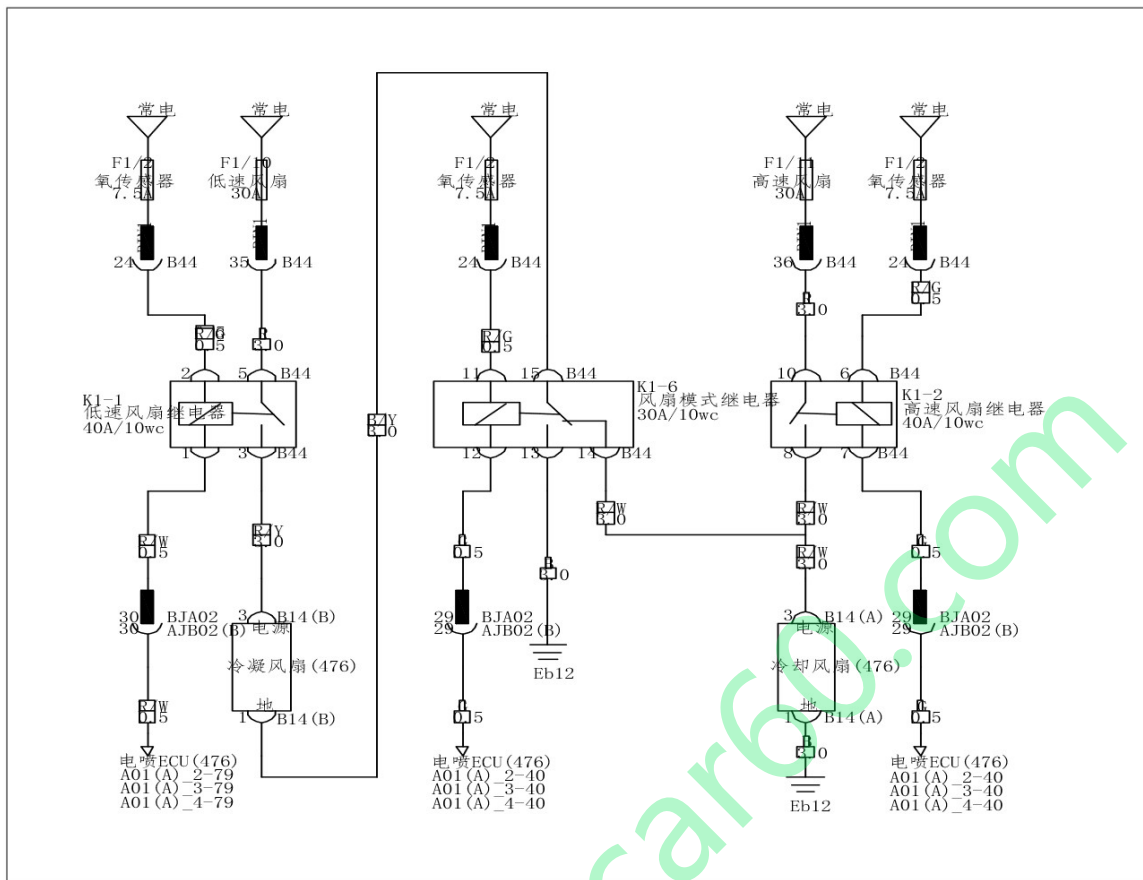 常电
常电
常电
常电
常电
F1/2
氧传感器
7.5A
F1/10
低速风扇
30A
F1/2
氧传感器
7.5A
F1/11
高速风扇
30A
F1/2
氧传感器
7.5A
24 B44
35 B44
24 B44
36 B44
24 B44
R/G
0.5
R/G
0.5
R
3.0
R/G
0.5
R
3.0
2 5 B44
K1-1
低速风扇继电器
40A/10wc
1 3 B44
11 15 B44
K1-6
风扇模式继电器
30A/10wc
12 13 14 B44
10 6 B44
K1-2
高速风扇继电器
40A/10wc
8 7 B44
B/Y
3.0
R/W
0.5
R/Y
3.0
G
0.5
B
3.0
R/W
3.0
R/W
3.0
R/W
3.0
G
0.5
30 BJA02
30 AJB02(B)
3 B14(B)
电源
冷凝风扇(476)
地
1 B14(B)
29 BJA02
29 AJB02(B)
Eb12
3 B14(A)
电源
冷却风扇(476)
地
1 B14(A)
29 BJA02
29 AJB02(B)
R/W
0.5
G
0.5
B
3.0
G
0.5
电喷ECU(476)
A01(A)_2-79
A01(A)_3-79
A01(A)_4-79
电喷ECU(476)
A01(A)_2-40
A01(A)_3-40
A01(A)_4-40
Eb12
电喷ECU(476)
A01(A)_2-40
A01(A)_3-40
A01(A)_4-40
car60.com